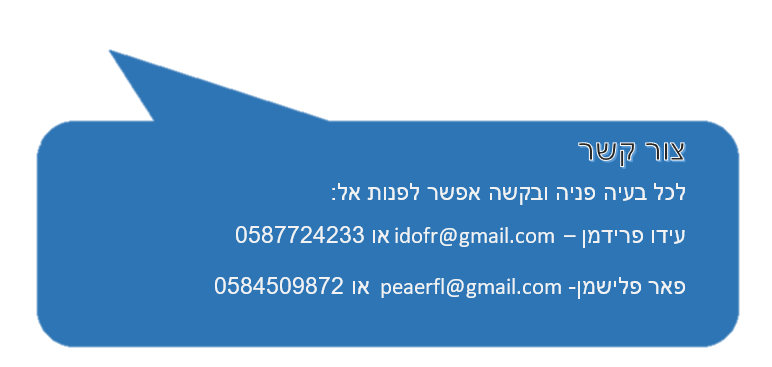 צור קשר
לכל בעיה פניה ובקשה אפשר לפנות אל:
עידו פרידמן – idofr@gmail.com או 0587724233
פאר פלישמן- peaerfl@gmail.com או 0584509872